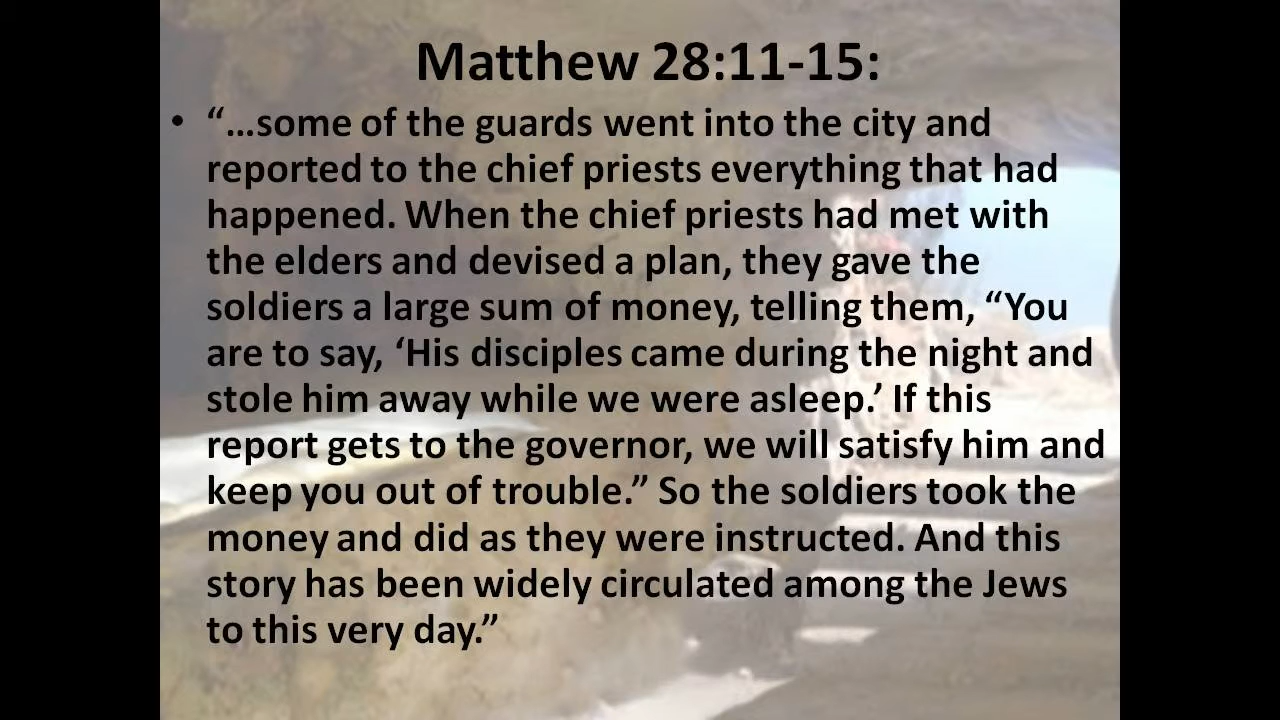 Matthew 28:11-15:
• “…some of the guards went into the city and
reported to the chief priests everything that had
happened. When the chief priests had met with
the elders and devised a plan, they gave the
soldiers a large sum of money, telling them, “You
are to say, ‘His disciples came during the night and
stole him away while we were asleep.’ If this
report gets to the governor, we will satisfy him and
keep you out of trouble.” So the soldiers took the
money and did as they were instructed. And this
story has been widely circulated among the Jews
to this very day.”